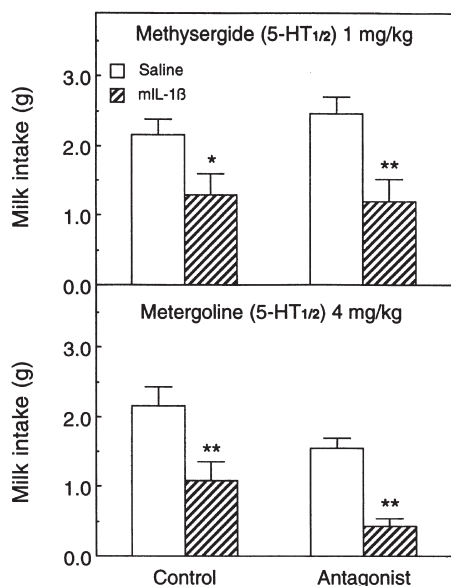 Methysergide (5-HT1/2) 1 mg/kg
Saline
mIL-1ß
Milk intake (g)
3.0
2.0
1.0
0.0
*
**
Metergoline (5-HT1/2) 4 mg/kg
Milk intake (g)
3.0
2.0
1.0
0.0
**
**
Control
Antagonist